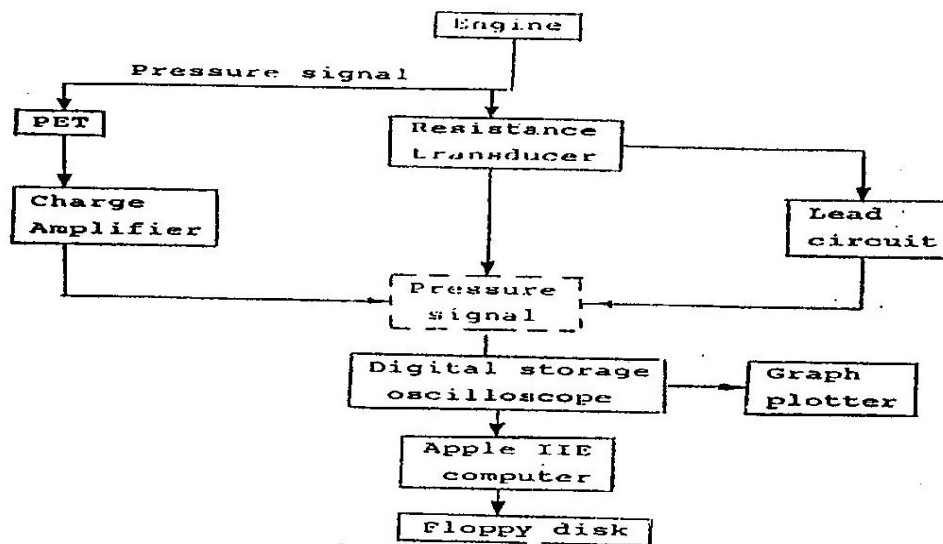 Engine
Pressure signal
PET
Resistance
transducer
Charge
Amplifier
Lead
circuit
Pressure
signal
Digital storage
oscilloscope
Graph
plotter
Apple IIE
computer
Floppy disk